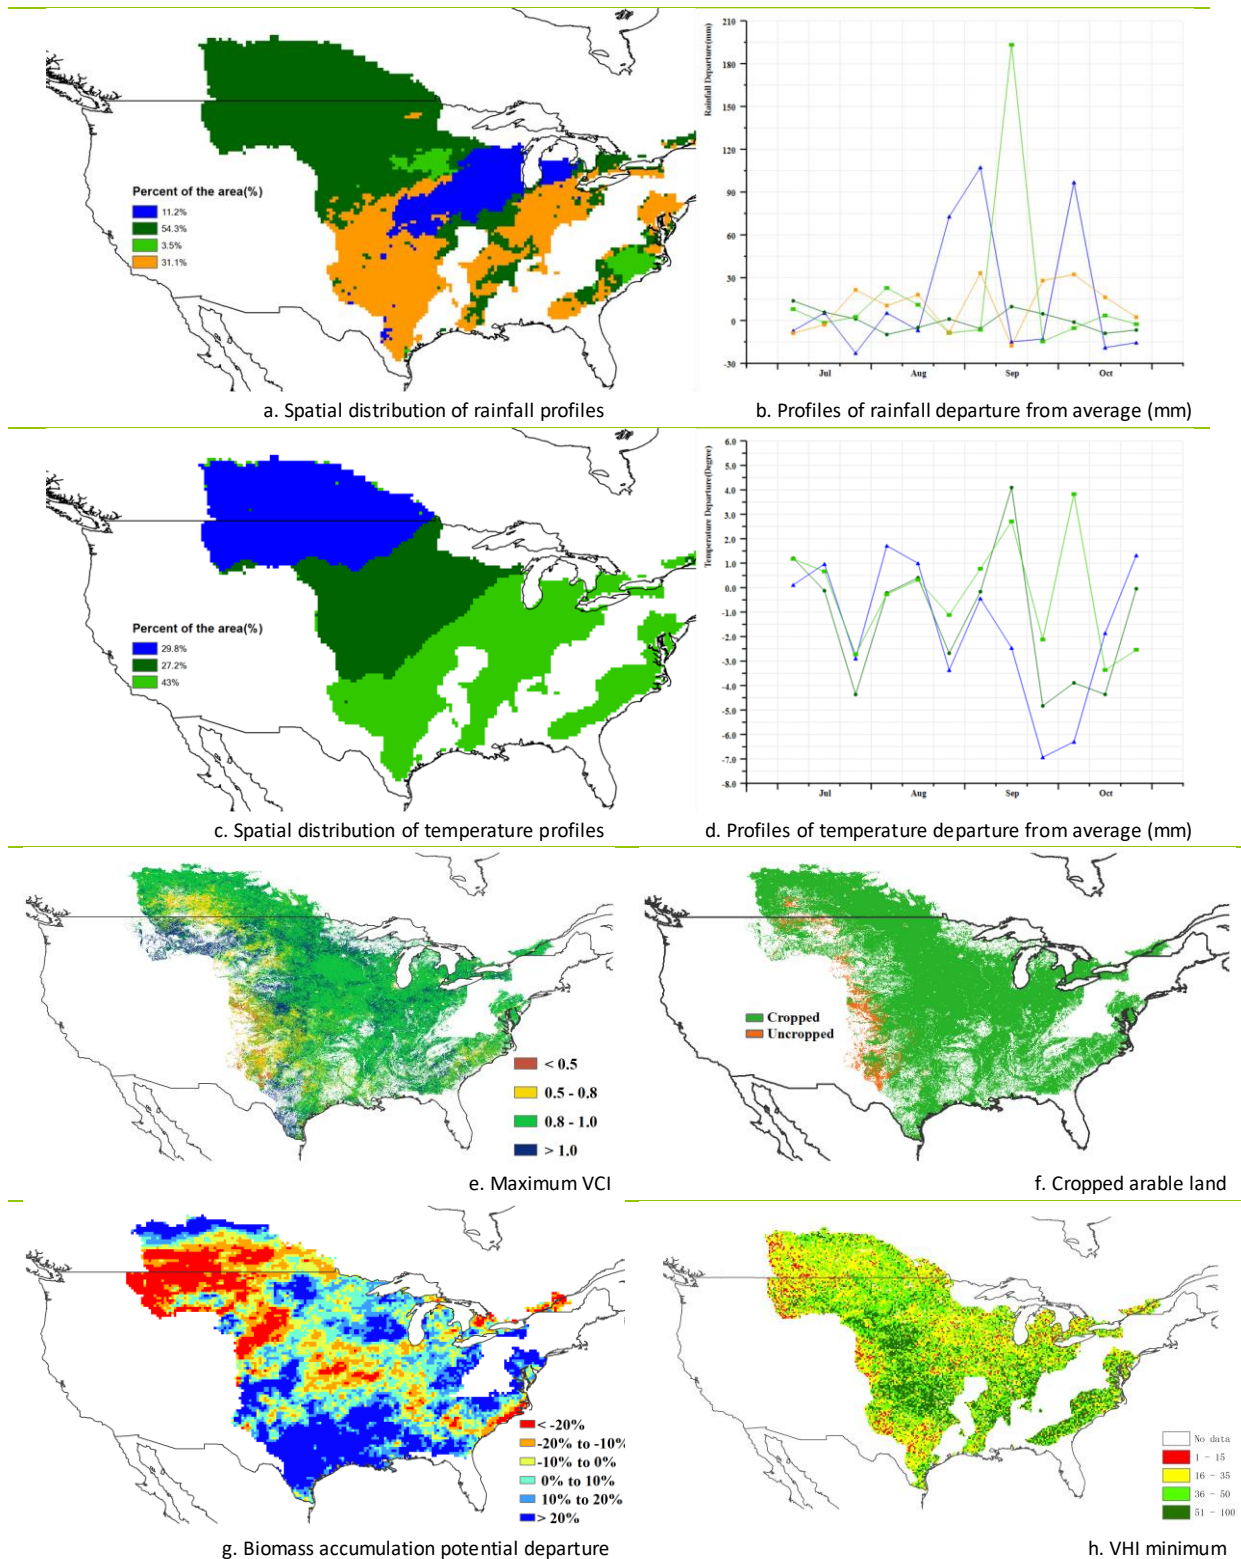 Percent of the area(%)
11.2%
54.3%
3.5%
31.1%
Rainfall Departure(mm)
210
180
150
120
90
60
30
0
-30
Jul
Aug
Sep
Oct
a. Spatial distribution of rainfall profiles
b. Profiles of rainfall departure from average (mm)
Percent of the area(%)
29.8%
27.2%
43%
Temperature Departure(Degree)
6.0
5.0
4.0
3.0
2.0
1.0
0.0
-1.0
-2.0
-3.0
-4.0
-5.0
-6.0
-7.0
-8.0
Jul
Aug
Sep
Oct
c. Spatial distribution of temperature profiles
d. Profiles of temperature departure from average (mm)
< 0.5
0.5 - 0.8
0.8 - 1.0
> 1.0
Cropped
Uncropped
e. Maximum VCI
f. Cropped arable land
< -20%
-20% to -10%
-10% to 0%
0% to 10%
10% to 20%
> 20%
No data
1 - 15
16 - 35
36 - 50
51 - 100
g. Biomass accumulation potential departure
h. VHI minimum